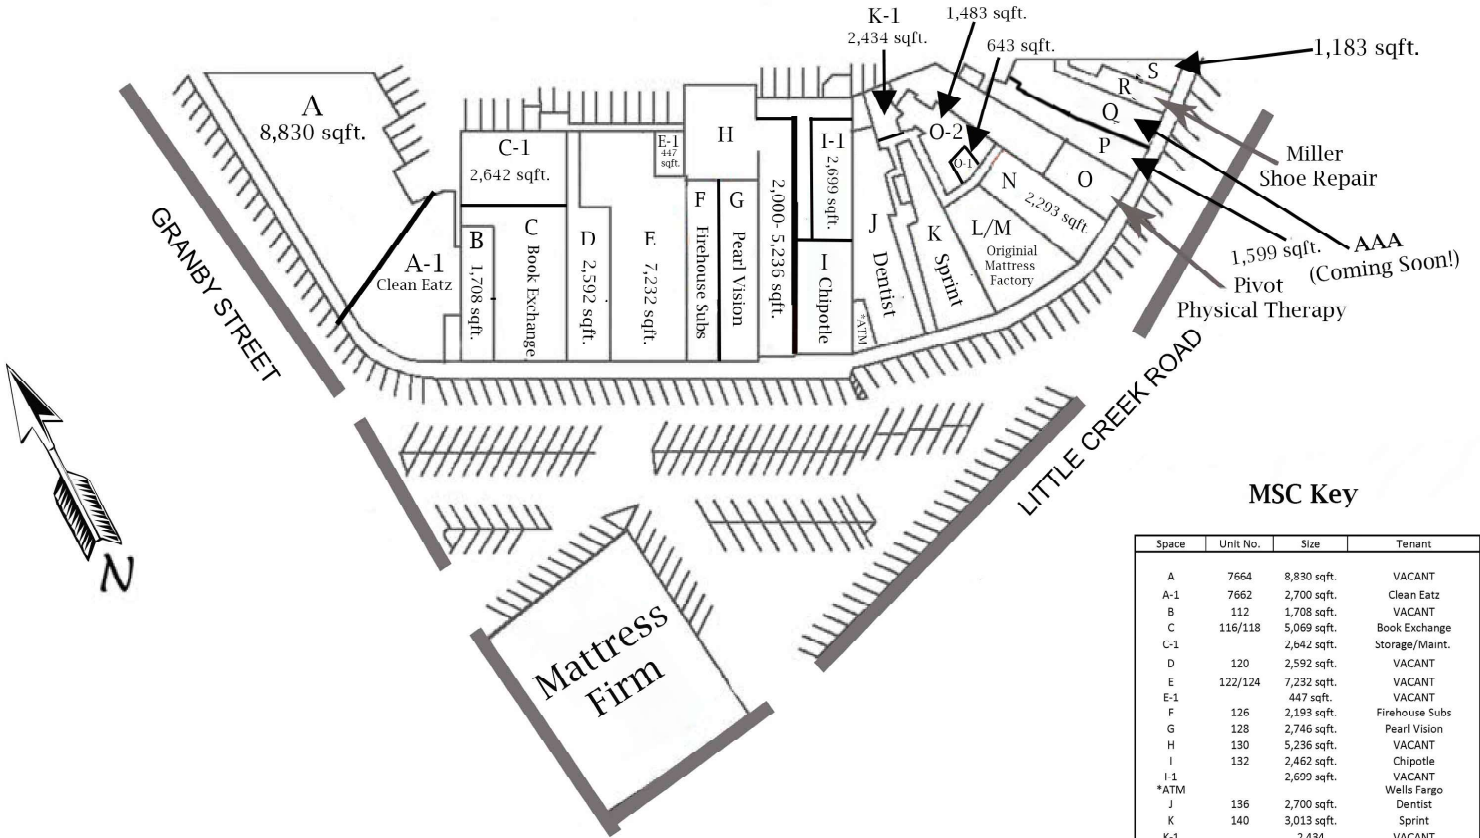 K-1
2,434 sqft.
1,483 sqft.
643 sqft.
1,183 sqft.
A
8,830 sqft.
C-1
2,642 sqft.
E-1
447
sqft.
H
I-1
2,699 sqft.
O-2
O-1
S
R
Q
P
O
N
2,293 sqft.
Miller
Shoe Repair
A-1
Clean Eatz
B
1,708 sqft.
C
Book Exchange
D
2,592 sqft.
E
7,232 sqft.
F
Firehouse Subs
G
Pearl Vision
2,000- 5,236 sqft.
I
Chipotle
J
Dentist
*ATM
K
Sprint
L/M
Originial
Mattress
Factory
1,599 sqft.
AAA
(Coming Soon!)
Pivot
Physical Therapy
GRANBY STREET
LITTLE CREEK ROAD
N
Mattress
Firm
MSC Key
Space Unit No. Size Tenant
A 7664 8,830 sqft. VACANT
A-1 7662 2,700 sqft. Clean Eatz
B 112 1,708 sqft. VACANT
C 116/118 5,069 sqft. Book Exchange
C-1 2,642 sqft. Storage/Maint.
D 120 2,592 sqft. VACANT
E 122/124 7,232 sqft. VACANT
E-1 447 sqft. VACANT
F 126 2,193 sqft. Firehouse Subs
G 128 2,746 sqft. Pearl Vision
H 130 5,236 sqft. VACANT
I 132 2,462 sqft. Chipotle
I-1 2,699 sqft. VACANT
*ATM Wells Fargo
J 136 2,700 sqft. Dentist
K 140 3,013 sqft. Sprint
K-1 2,434 VACANT